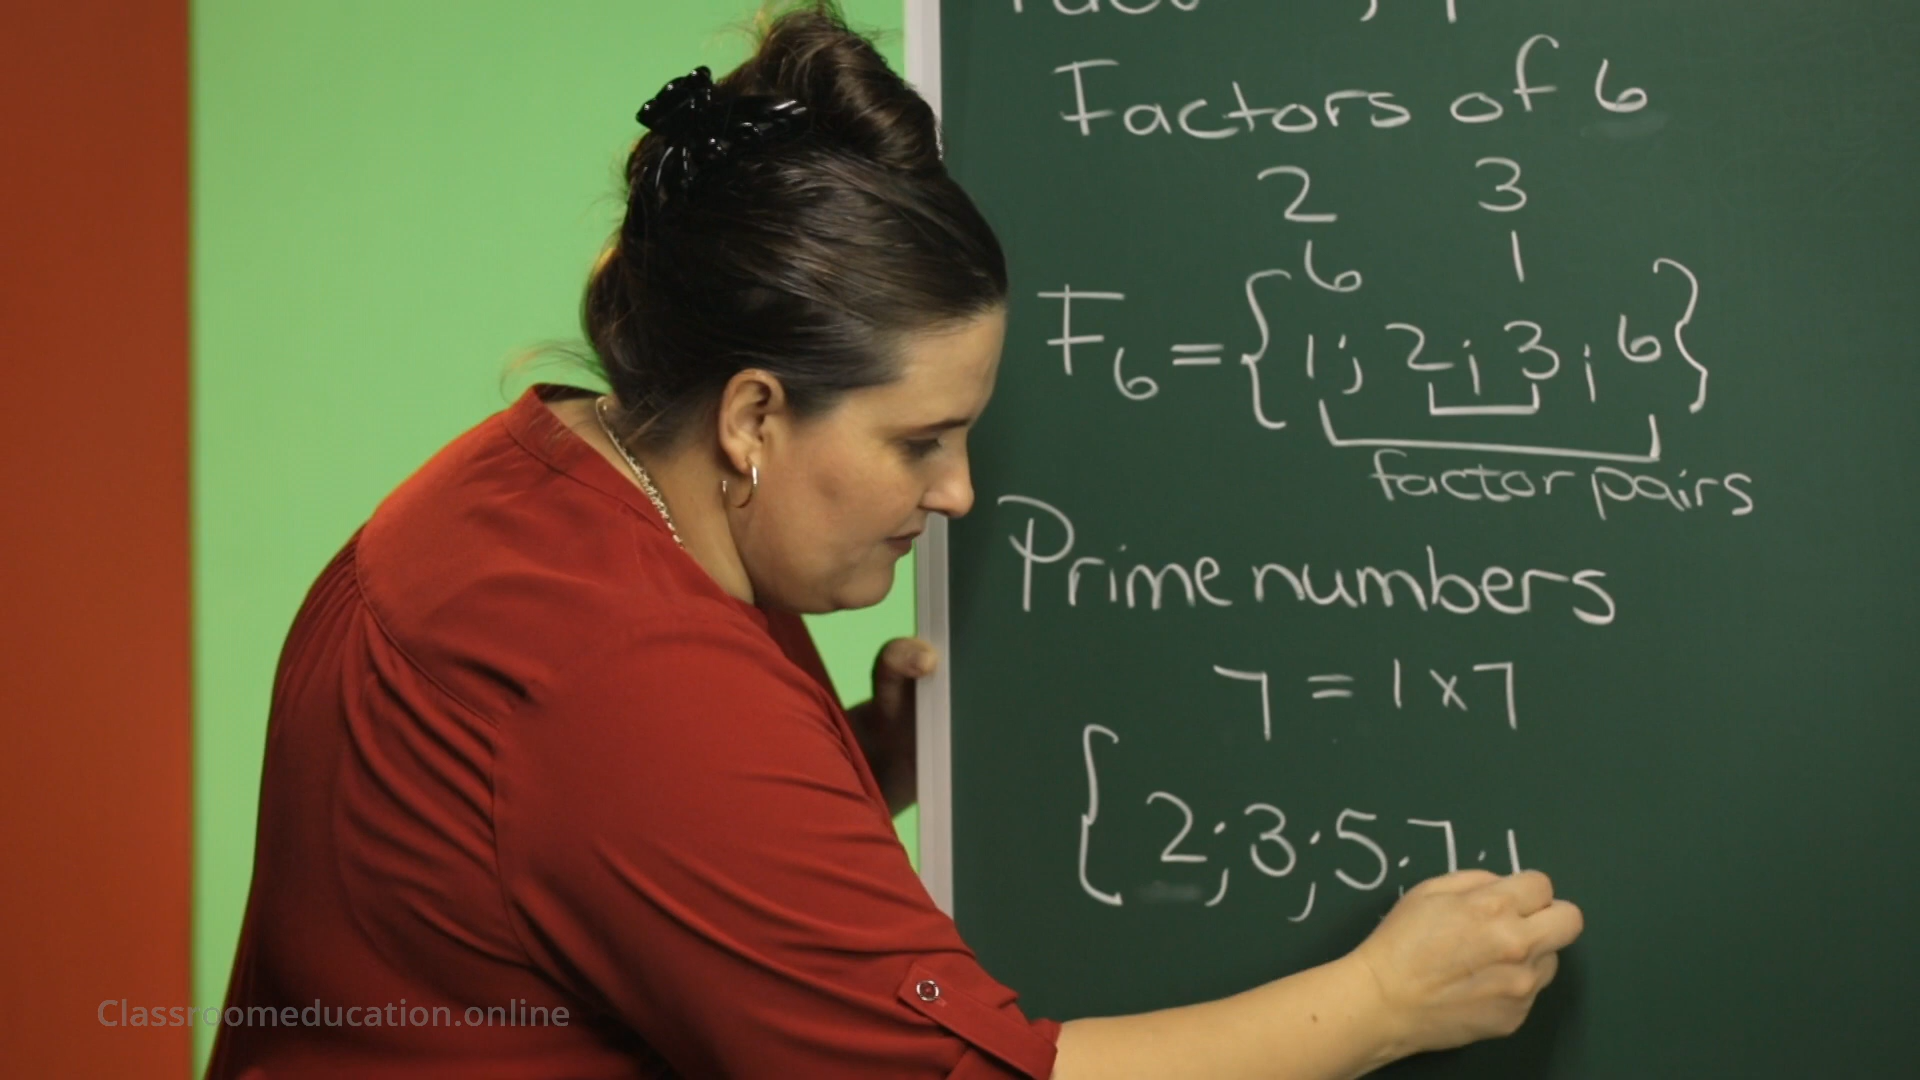 Factors of 6
2 3
6 1
F6 = {1; 2; 3; 6}
factor pairs
Prime numbers
7 = 1 x 7
{2; 3; 5; 7; 1
Classroomeducation.online